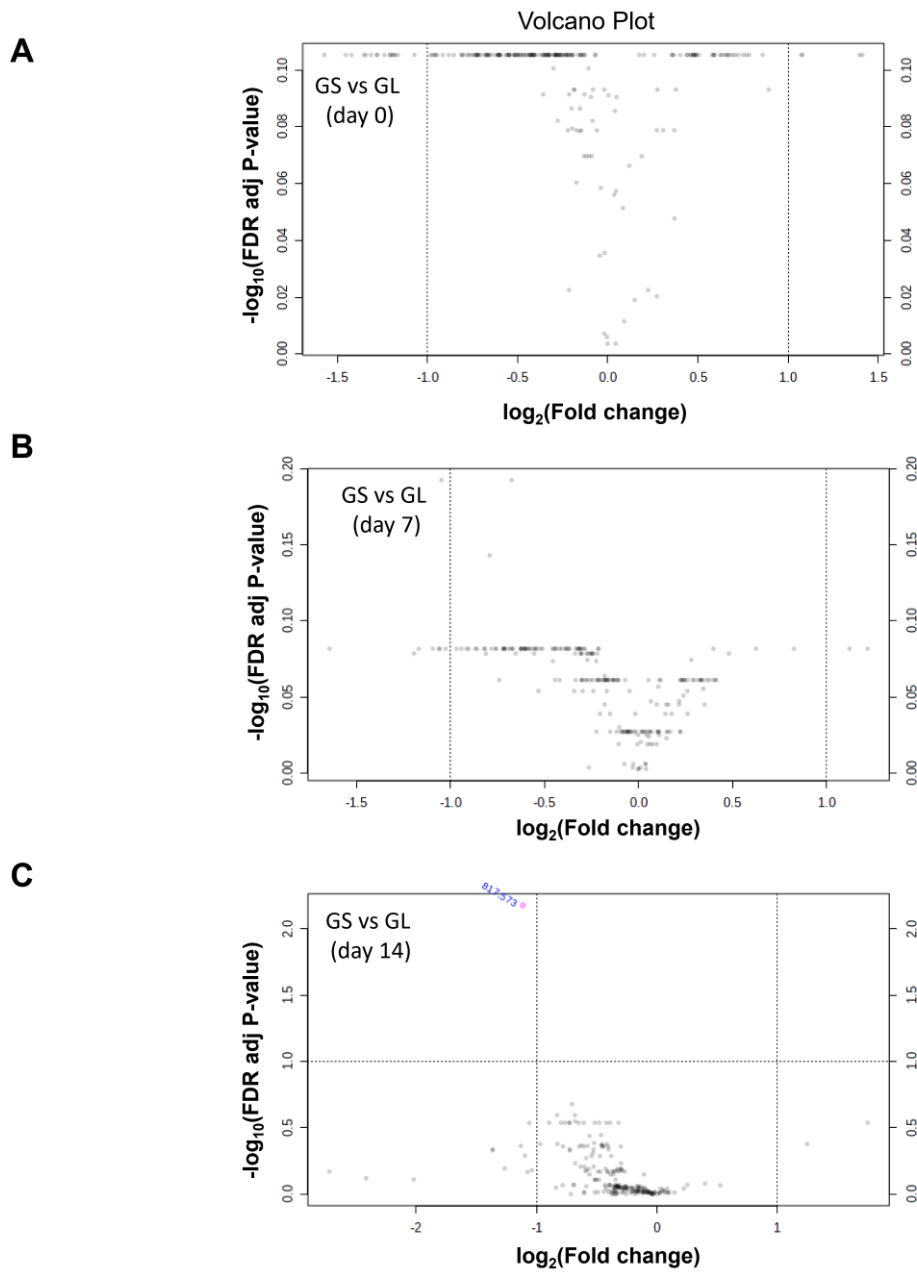 Volcano Plot
A
GS vs GL
(day 0)
-log10(FDR adj P-value)
0.00 0.02 0.04 0.06 0.08 0.10
0.00 0.02 0.04 0.06 0.08 0.10
-1.5 -1.0 -0.5 0.0 0.5 1.0 1.5
log2(Fold change)
B
GS vs GL
(day 7)
-log10(FDR adj P-value)
0.00 0.05 0.10 0.15 0.20
0.00 0.05 0.10 0.15 0.20
-1.5 -1.0 -0.5 0.0 0.5 1.0
log2(Fold change)
C
817.573
GS vs GL
(day 14)
-log10(FDR adj P-value)
0.0 0.5 1.0 1.5 2.0
0.0 0.5 1.0 1.5 2.0
-2 -1 0 1
log2(Fold change)